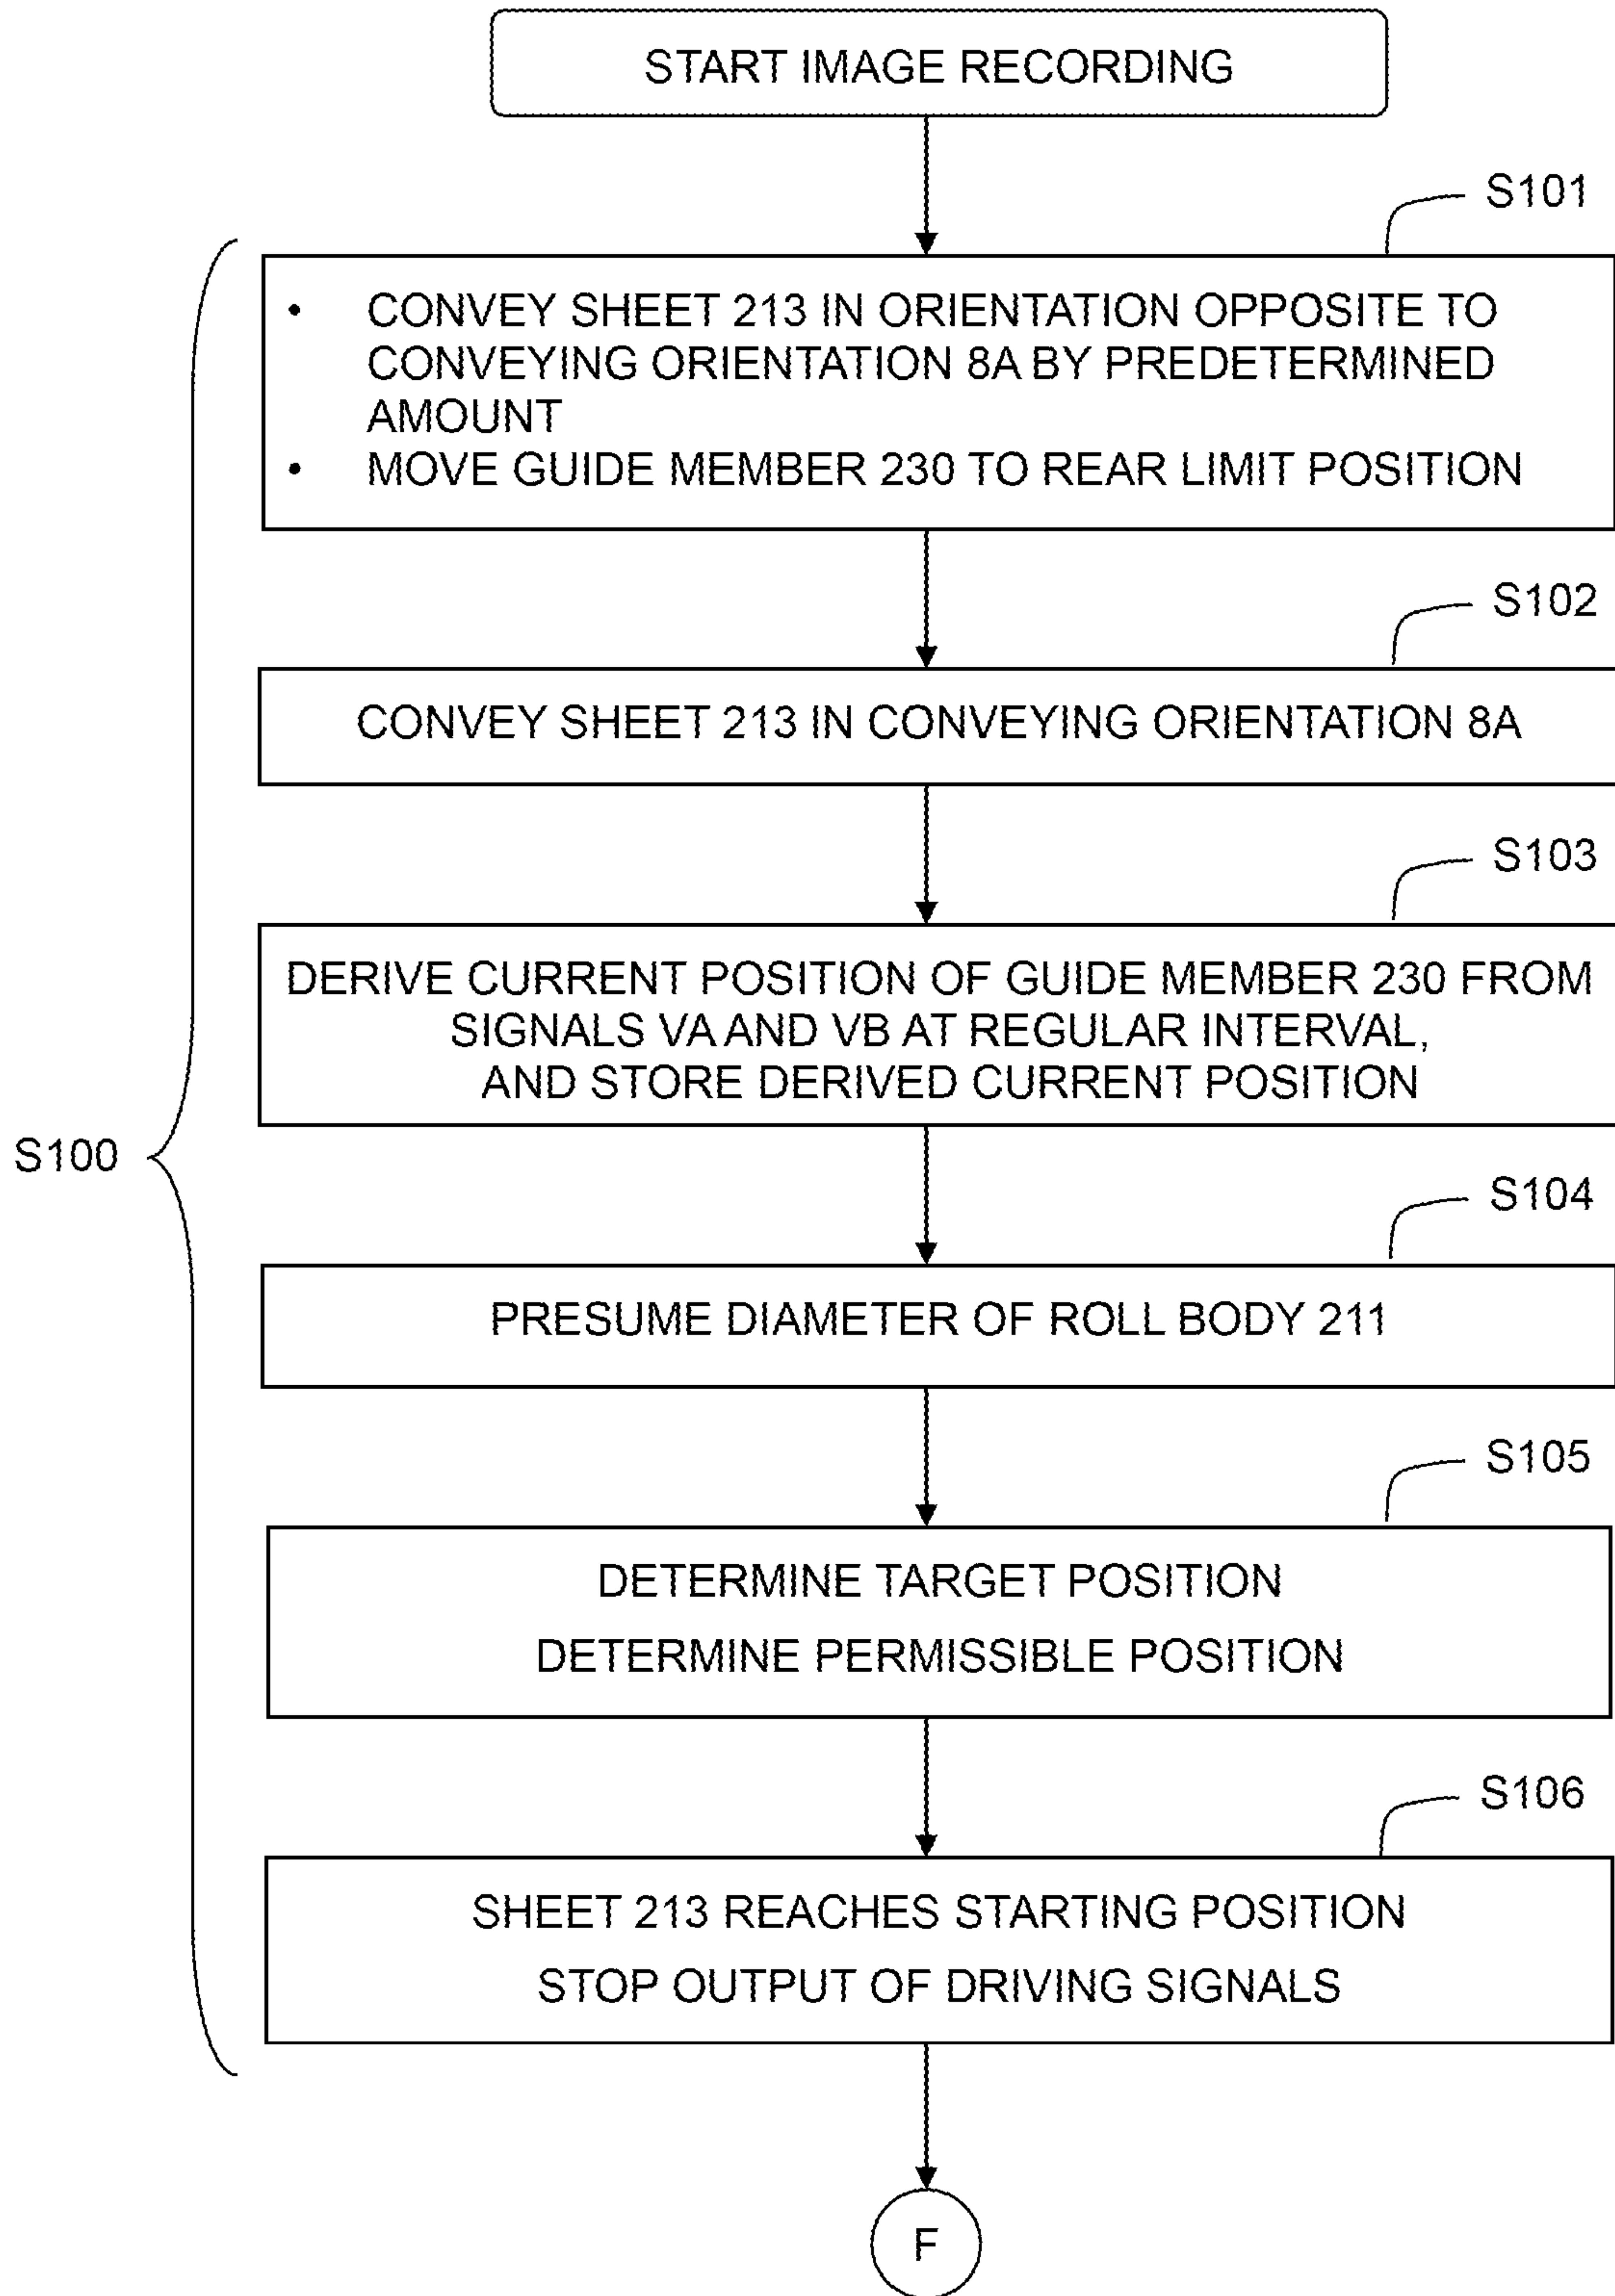 START IMAGE RECORDING
S101
• CONVEY SHEET 213 IN ORIENTATION OPPOSITE TO
CONVEYING ORIENTATION 8A BY PREDETERMINED
AMOUNT
• MOVE GUIDE MEMBER 230 TO REAR LIMIT POSITION
S102
CONVEY SHEET 213 IN CONVEYING ORIENTATION 8A
S103
DERIVE CURRENT POSITION OF GUIDE MEMBER 230 FROM
SIGNALS VA AND VB AT REGULAR INTERVAL,
AND STORE DERIVED CURRENT POSITION
S100
S104
PRESUME DIAMETER OF ROLL BODY 211
S105
DETERMINE TARGET POSITION
DETERMINE PERMISSIBLE POSITION
S106
SHEET 213 REACHES STARTING POSITION
STOP OUTPUT OF DRIVING SIGNALS
F